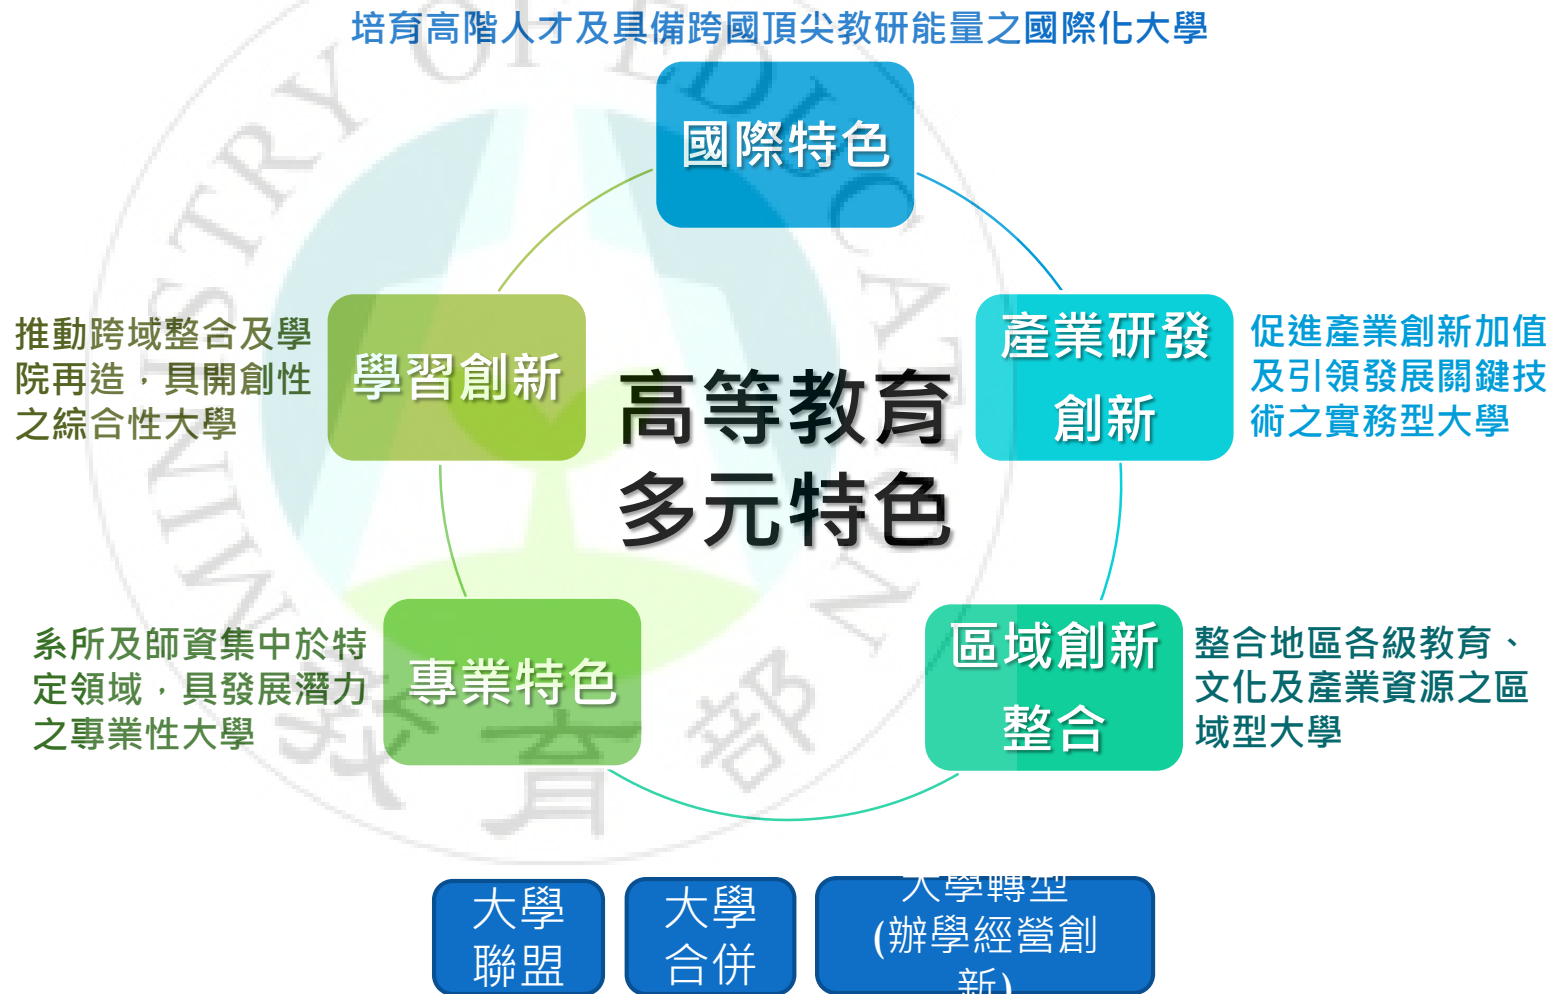 培育高階人才及具備跨國頂尖教研能量之國際化大學
國際特色
產業研發
創新
促進產業創新加值
及引領發展關鍵技
術之實務型大學
區域創新
整合
整合地區各級教育、
文化及產業資源之區
域型大學
專業特色
系所及師資集中於特
定領域，具發展潛力
之專業性大學
學習創新
推動跨域整合及學
院再造，具開創性
之綜合性大學
高等教育
多元特色
大學
聯盟
大學
合併
大學轉型
(辦學經營創
新)
MINISTRY OF EDUCATION
教育部